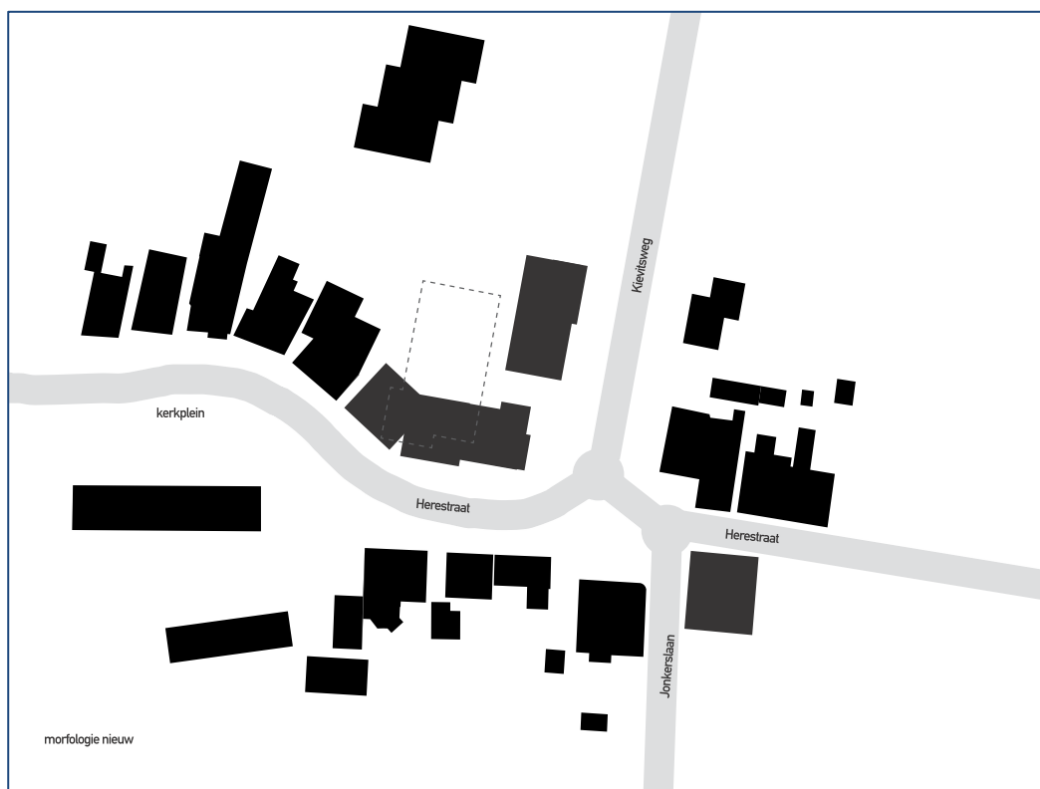 Kievitsweg
kerkplein
Herestraat
Herestraat
Jonkerslaan
morfologie nieuw